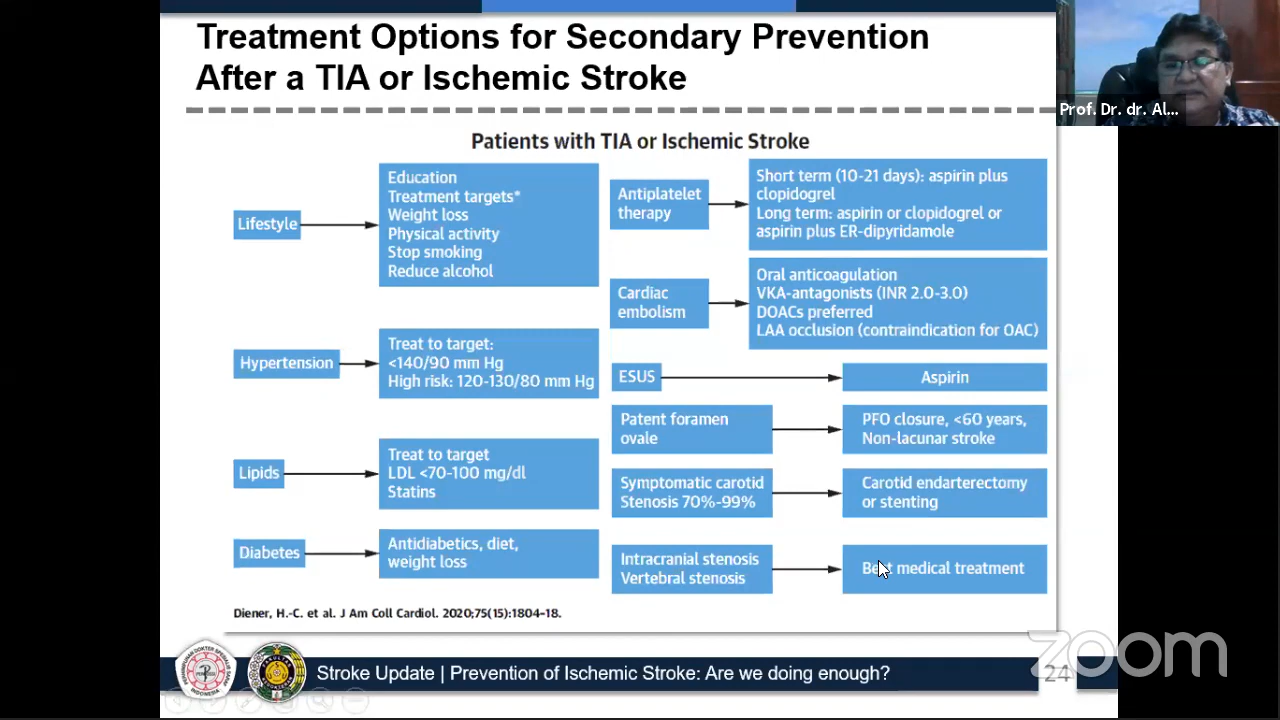 Treatment Options for Secondary Prevention
After a TIA or Ischemic Stroke
Prof. Dr. dr. Al...
Patients with TIA or Ischemic Stroke
Lifestyle
Education
Treatment targets*
Weight loss
Physical activity
Stop smoking
Reduce alcohol
Hypertension
Treat to target:
<140/90 mm Hg
High risk: 120-130/80 mm Hg
Lipids
Treat to target
LDL <70-100 mg/dl
Statins
Diabetes
Antidiabetics, diet,
weight loss
Antiplatelet
therapy
Short term (10-21 days): aspirin plus
clopidogrel
Long term: aspirin or clopidogrel or
aspirin plus ER-dipyridamole
Cardiac
embolism
Oral anticoagulation
VKA-antagonists (INR 2.0-3.0)
DOACs preferred
LAA occlusion (contraindication for OAC)
ESUS
Aspirin
Patent foramen
ovale
PFO closure, <60 years,
Non-lacunar stroke
Symptomatic carotid
Stenosis 70%-99%
Carotid endarterectomy
or stenting
Intracranial stenosis
Vertebral stenosis
Best medical treatment
Diener, H.-C. et al. J Am Coll Cardiol. 2020;75(15):1804-18.
Stroke Update | Prevention of Ischemic Stroke: Are we doing enough?
24
zoom